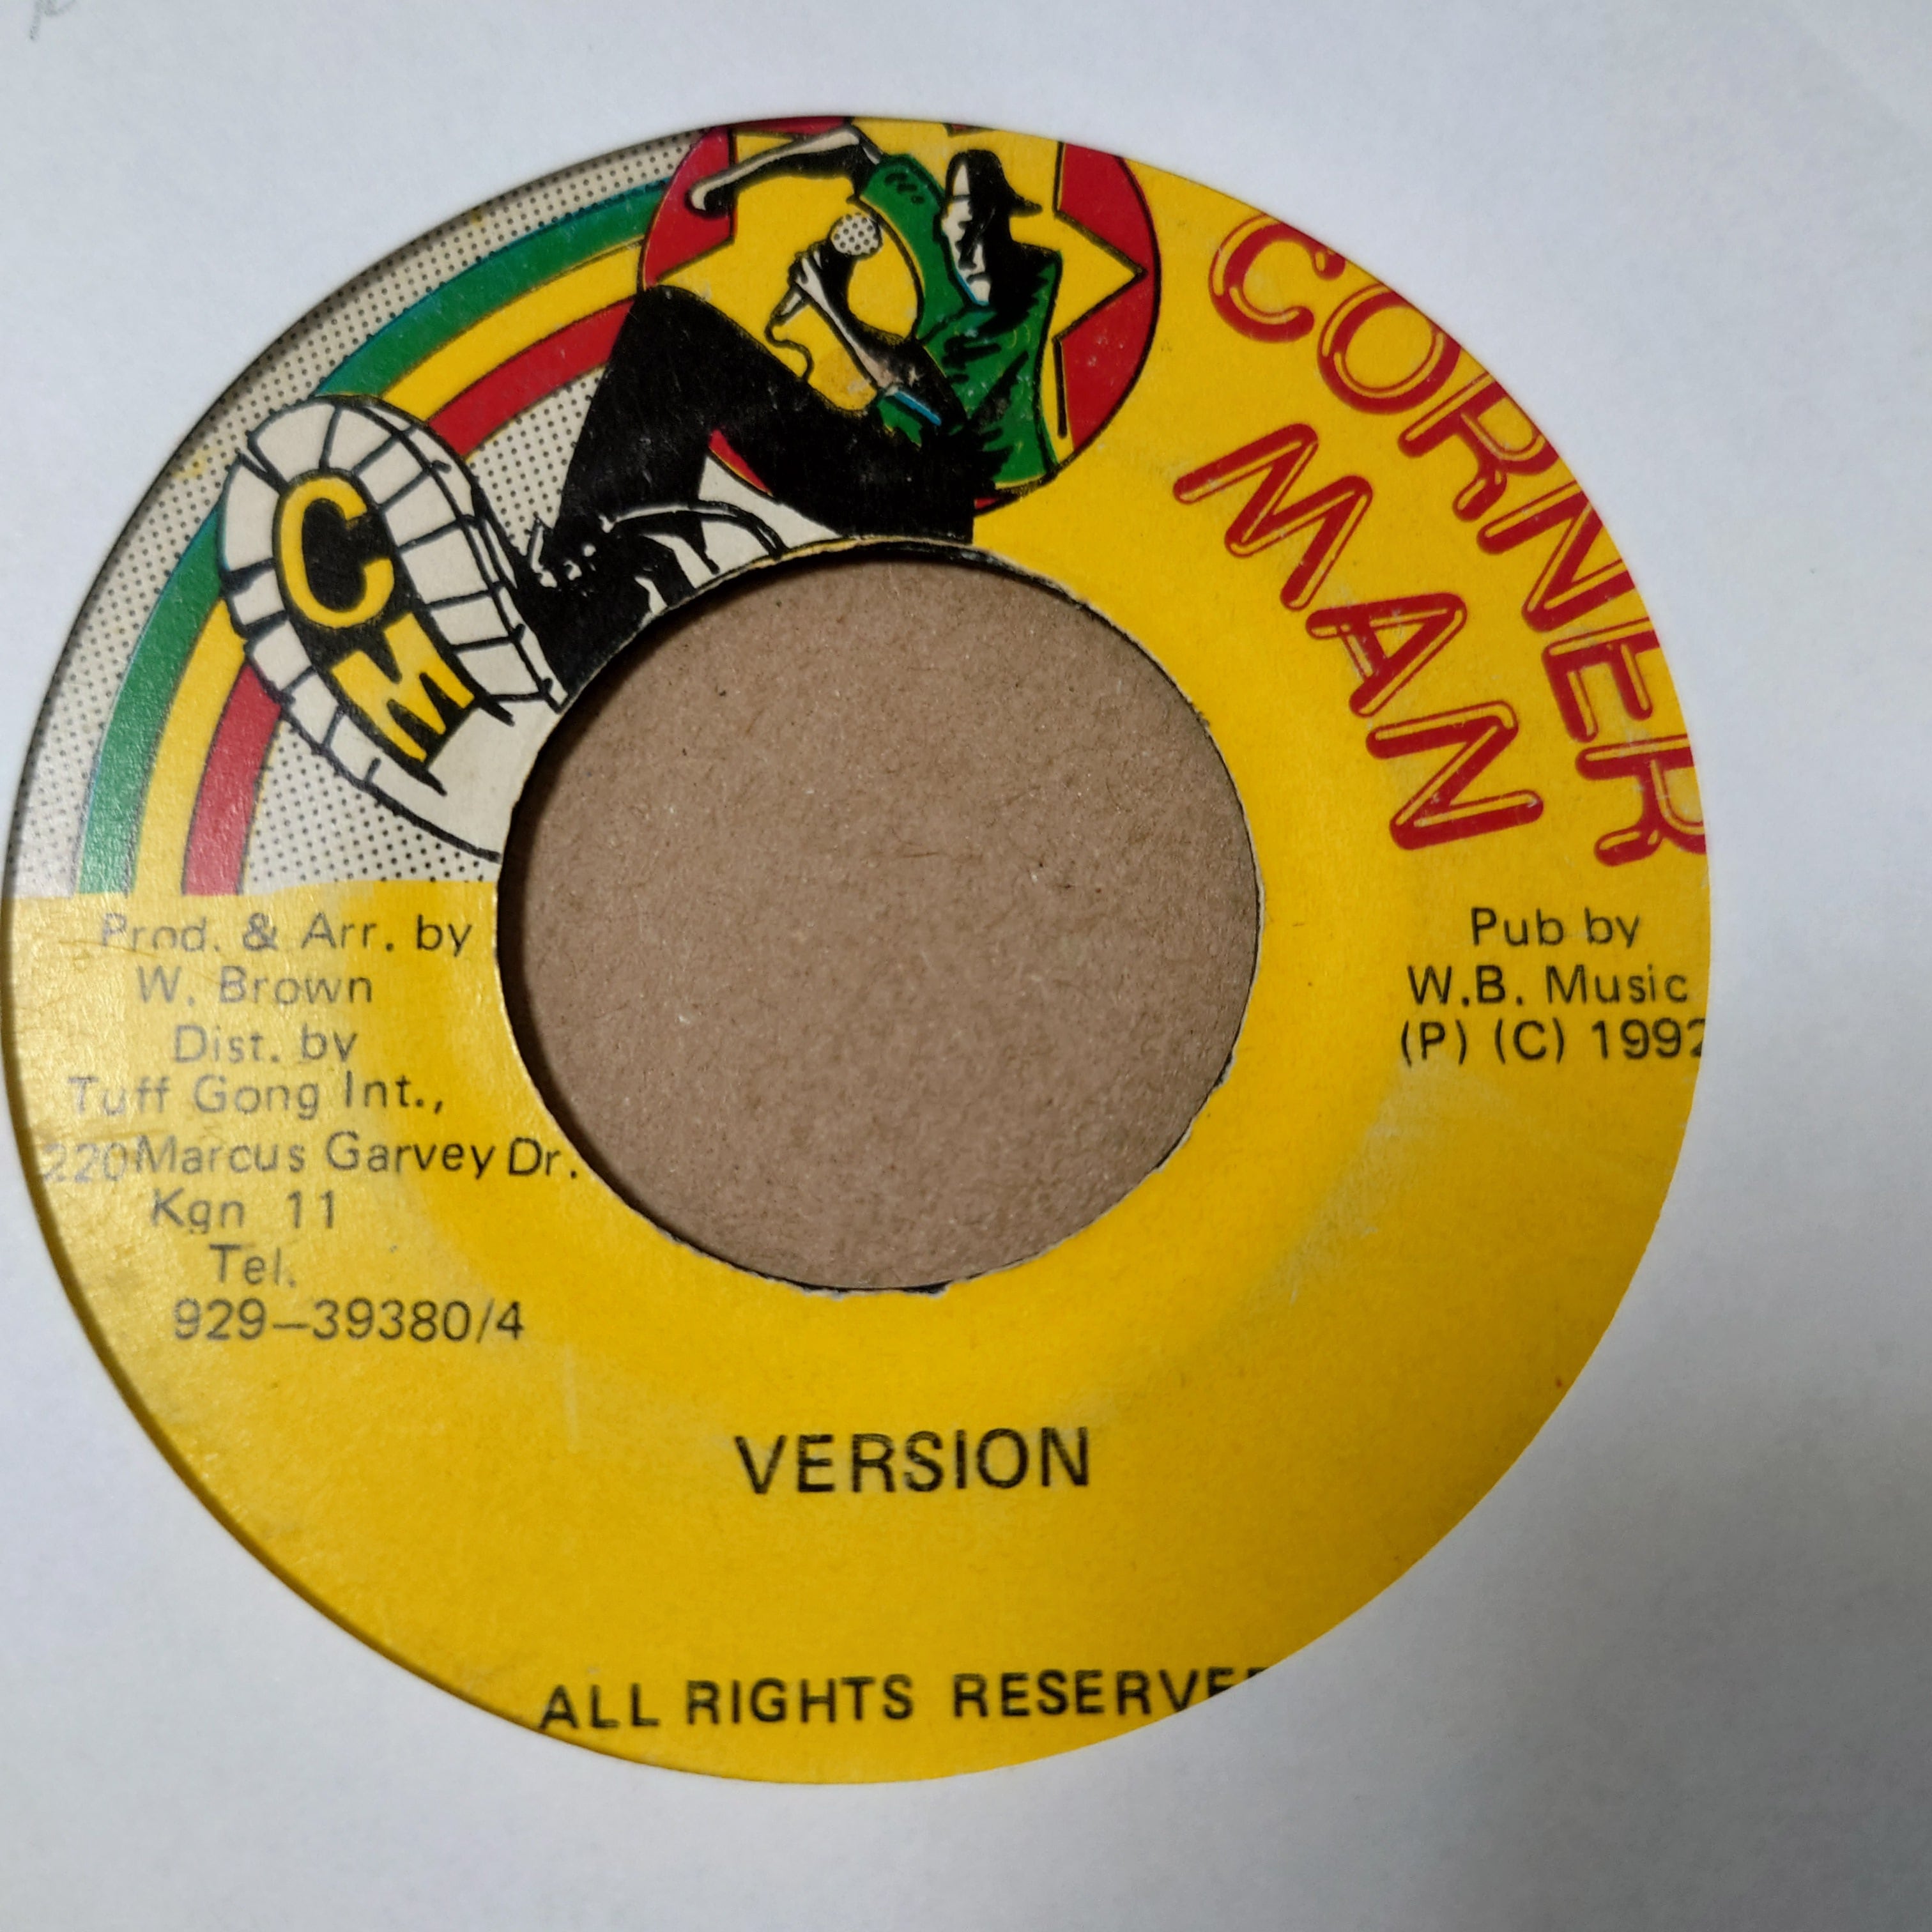 CORNER
MAN
C
M
Prod. & Arr. by
W. Brown
Dist. by
Tuff Gong Int.,
220 Marcus Garvey Dr.
Kgn 11
Tel.
929-39380/4
Pub by
W.B. Music
(P) (C) 1992
VERSION
ALL RIGHTS RESERVE